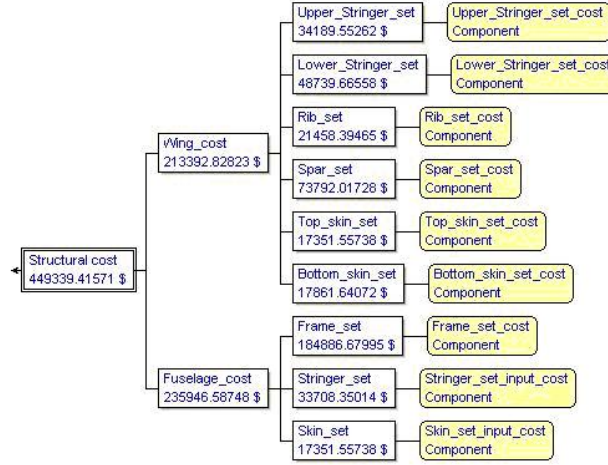 Upper_Stringer_set
34189.55262 $
Upper_Stringer_set_cost
Component
Lower_Stringer_set
48739.66558 $
Lower_Stringer_set_cost
Component
Rib_set
21458.39465 $
Rib_set_cost
Component
Wing_cost
213392.82823 $
Spar_set
73792.01728 $
Spar_set_cost
Component
Top_skin_set
17351.55738 $
Top_skin_set_cost
Component
Structural cost
449339.41571 $
Bottom_skin_set
17861.64072 $
Bottom_skin_set_cost
Component
Frame_set
184886.67995 $
Frame_set_cost
Component
Fuselage_cost
235946.58748 $
Stringer_set
33708.35014 $
Stringer_set_input_cost
Component
Skin_set
17351.55738 $
Skin_set_input_cost
Component